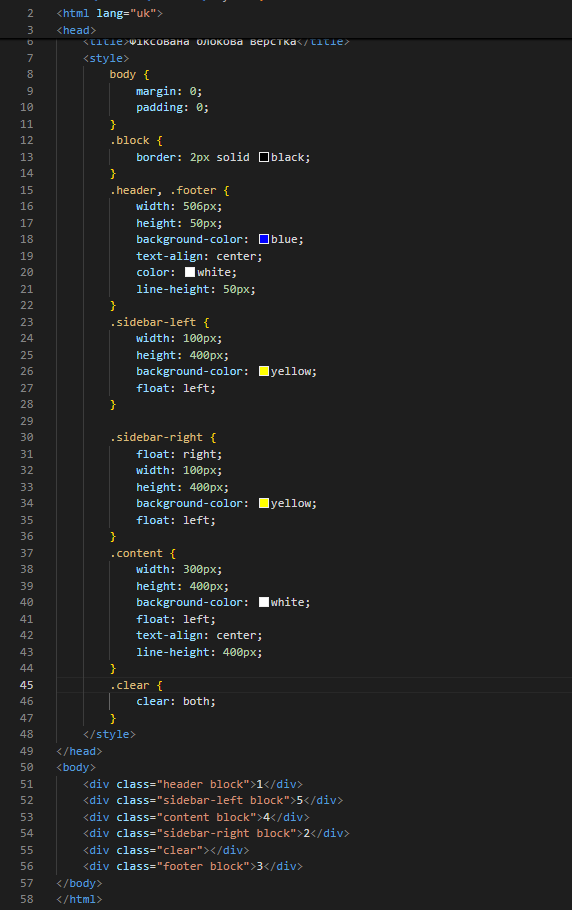 2 <html lang="uk">
3 <head>
6 <title>Фіксована блокова верстка</title>
7 <style>
8 body {
9 margin: 0;
10 padding: 0;
11 }
12 .block {
13 border: 2px solid black;
14 }
15 .header, .footer {
16 width: 506px;
17 height: 50px;
18 background-color: blue;
19 text-align: center;
20 color: white;
21 line-height: 50px;
22 }
23 .sidebar-left {
24 width: 100px;
25 height: 400px;
26 background-color: yellow;
27 float: left;
28 }
29
30 .sidebar-right {
31 float: right;
32 width: 100px;
33 height: 400px;
34 background-color: yellow;
35 float: left;
36 }
37 .content {
38 width: 300px;
39 height: 400px;
40 background-color: white;
41 float: left;
42 text-align: center;
43 line-height: 400px;
44 }
45 .clear {
46 clear: both;
47 }
48 </style>
49 </head>
50 <body>
51 <div class="header block">1</div>
52 <div class="sidebar-left block">5</div>
53 <div class="content block">4</div>
54 <div class="sidebar-right block">2</div>
55 <div class="clear"></div>
56 <div class="footer block">3</div>
57 </body>
58 </html>